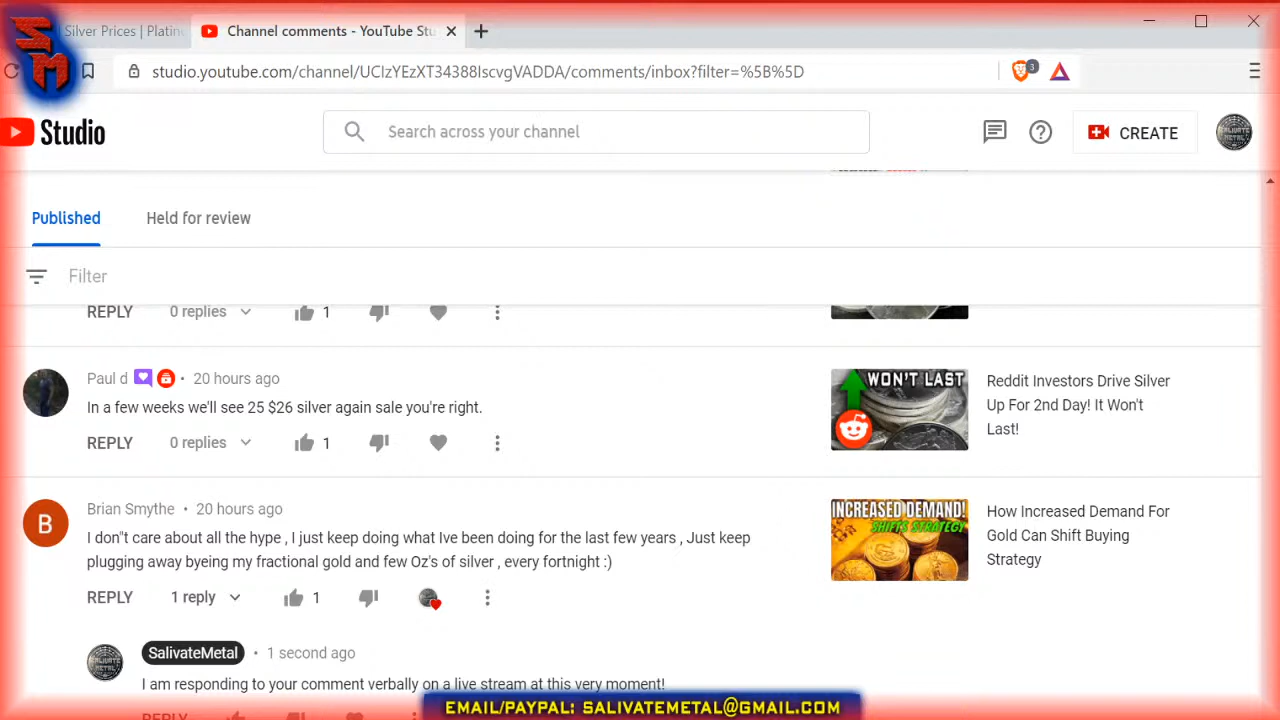 SM
Silver Prices | Platin
Channel comments - YouTube Stu
studio.youtube.com/channel/UCIzYEzXT34388IscvgVADDA/comments/inbox?filter=%5B%5D
3
Studio
Search across your channel
CREATE
Published
Held for review
Filter
REPLY 0 replies 1
Paul d • 20 hours ago
In a few weeks we'll see 25 $26 silver again sale you're right.
REPLY 0 replies 1
WON'T LAST
Reddit Investors Drive Silver
Up For 2nd Day! It Won't
Last!
B
Brian Smythe • 20 hours ago
I don"t care about all the hype , I just keep doing what Ive been doing for the last few years , Just keep
plugging away byeing my fractional gold and few Oz's of silver , every fortnight :)
REPLY 1 reply 1
INCREASED DEMAND!
SHIFTS STRATEGY
How Increased Demand For
Gold Can Shift Buying
Strategy
SalivateMetal • 1 second ago
I am responding to your comment verbally on a live stream at this very moment!
REPLY
EMAIL/PAYPAL: SALIVATEMETAL@GMAIL.COM